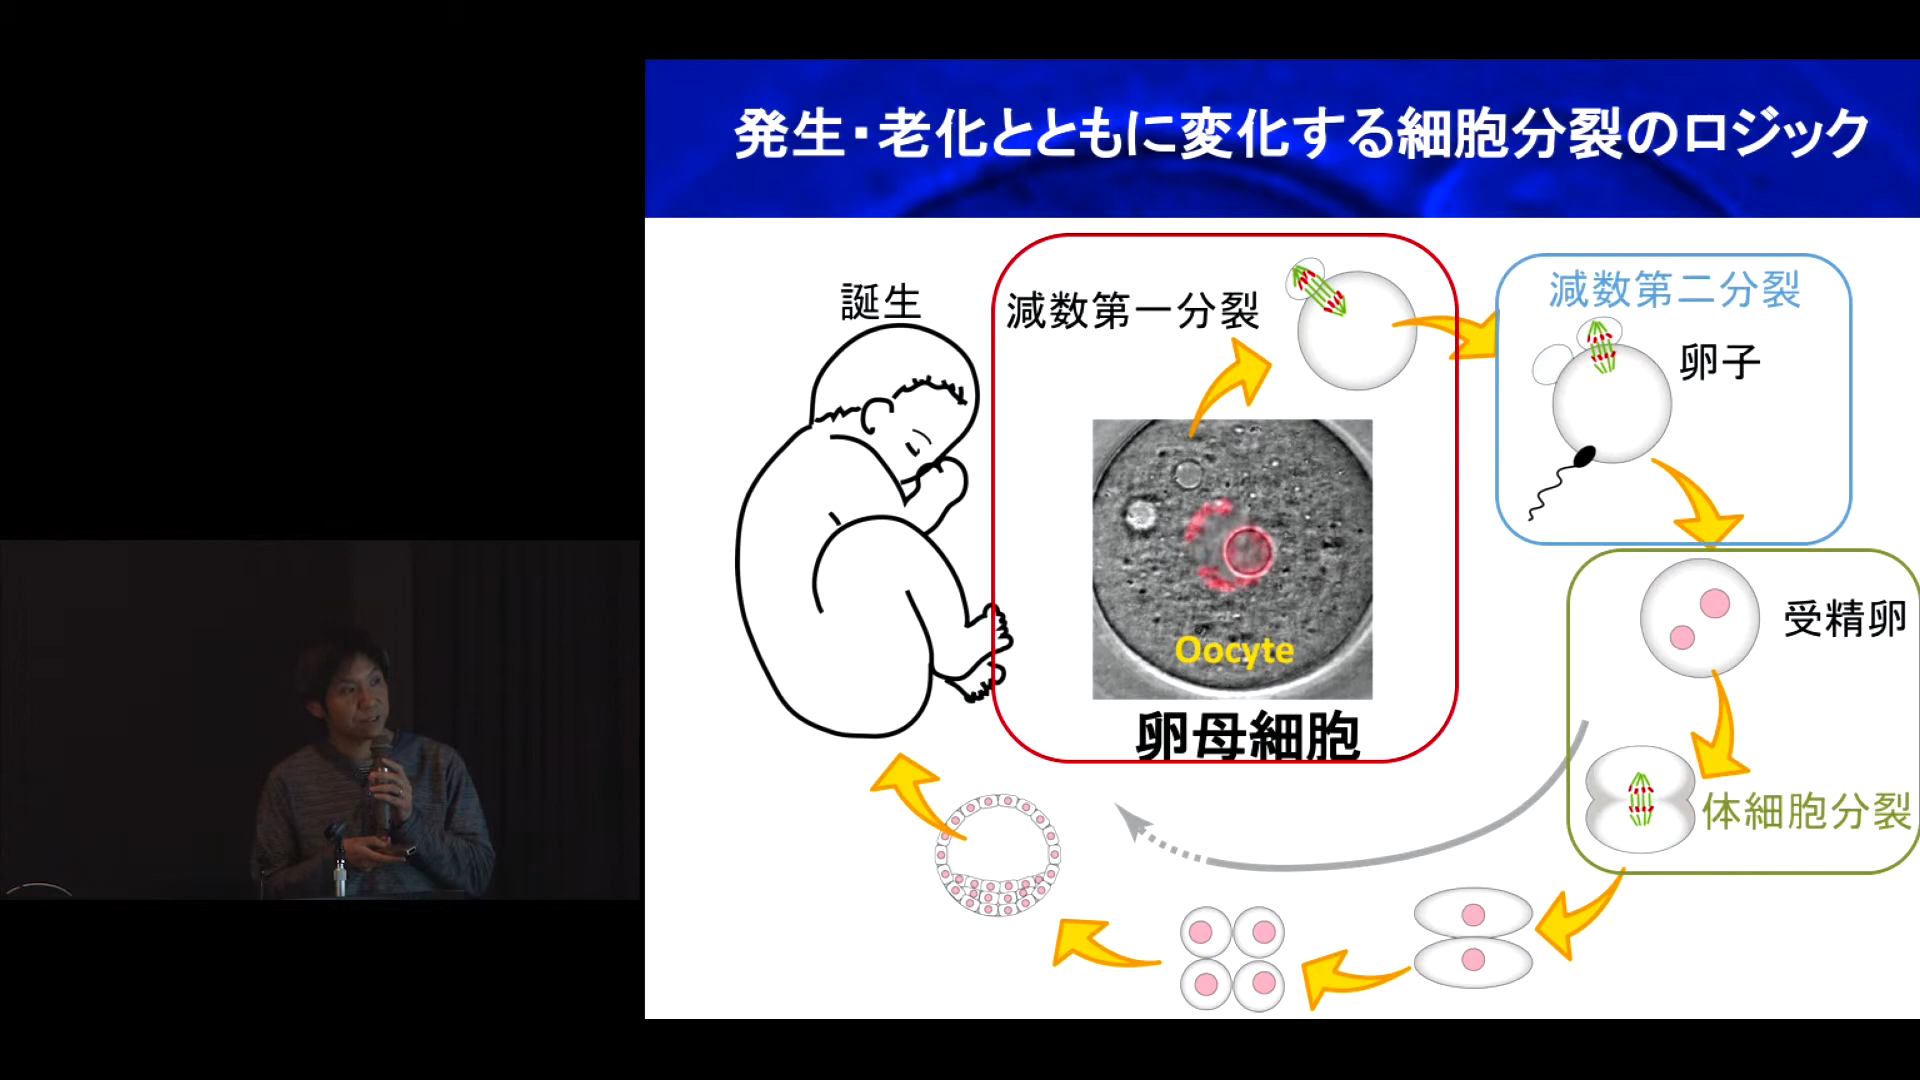 発生・老化とともに変化する細胞分裂のロジック
誕生
減数第一分裂
減数第二分裂
卵子
Oocyte
卵母細胞
受精卵
体細胞分裂